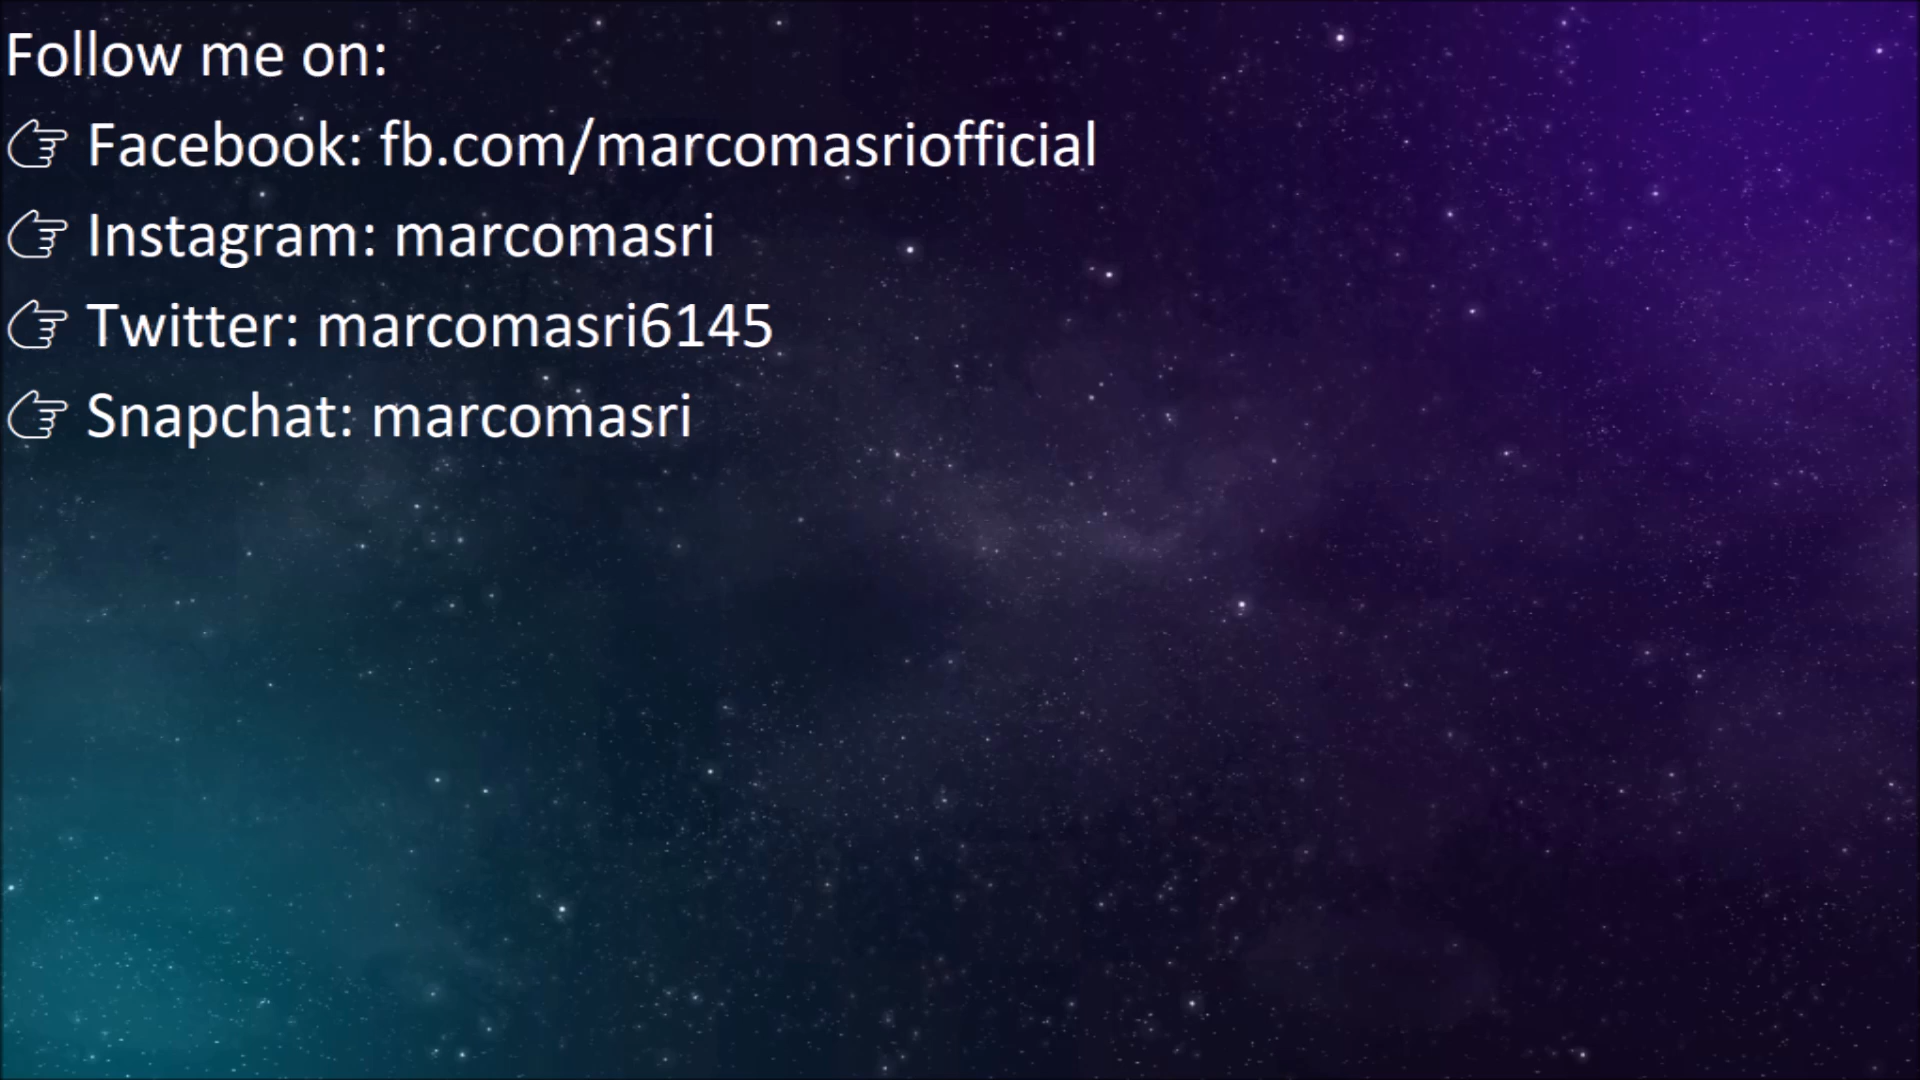 Follow me on:
👉 Facebook: fb.com/marcomasriofficial
👉 Instagram: marcomasri
👉 Twitter: marcomasri6145
👉 Snapchat: marcomasri